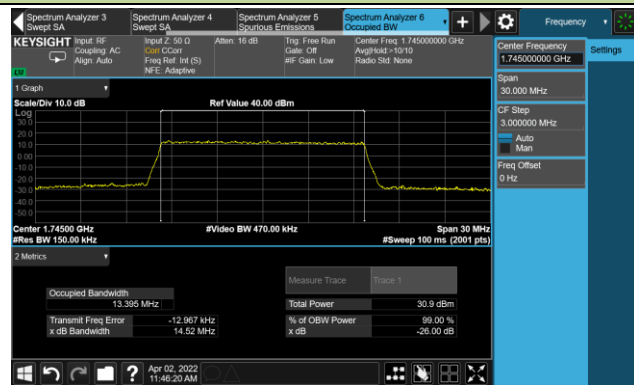 Spectrum Analyzer 3
Swept SA
Spectrum Analyzer 4
Swept SA
Spectrum Analyzer 5
Spurious Emissions
Spectrum Analyzer 6
Occupied BW
Frequency
KEYSIGHT
Input: RF
Coupling: AC
Align: Auto
Input Z: 50 Ω
Corr CCorr
Freq Ref: Int (S)
NFE: Adaptive
Atten: 16 dB
Trig: Free Run
Gate: Off
#IF Gain: Low
Center Freq: 1.745000000 GHz
Avg|Hold:>10/10
Radio Std: None
Center Frequency
1.745000000 GHz
Settings
Span
30.000 MHz
CF Step
3.000000 MHz
Auto
Man
Freq Offset
0 Hz
1 Graph
Scale/Div 10.0 dB
Ref Value 40.00 dBm
Log
30.0
20.0
10.0
0.00
-10.0
-20.0
-30.0
-40.0
-50.0
Center 1.74500 GHz
#Video BW 470.00 kHz
Span 30 MHz
#Res BW 150.00 kHz
#Sweep 100 ms (2001 pts)
2 Metrics
Measure Trace
Trace 1
Occupied Bandwidth
13.395 MHz
Total Power
30.9 dBm
Transmit Freq Error
-12.967 kHz
% of OBW Power
99.00 %
x dB Bandwidth
14.52 MHz
x dB
-26.00 dB
Apr 02, 2022
11:46:20 AM